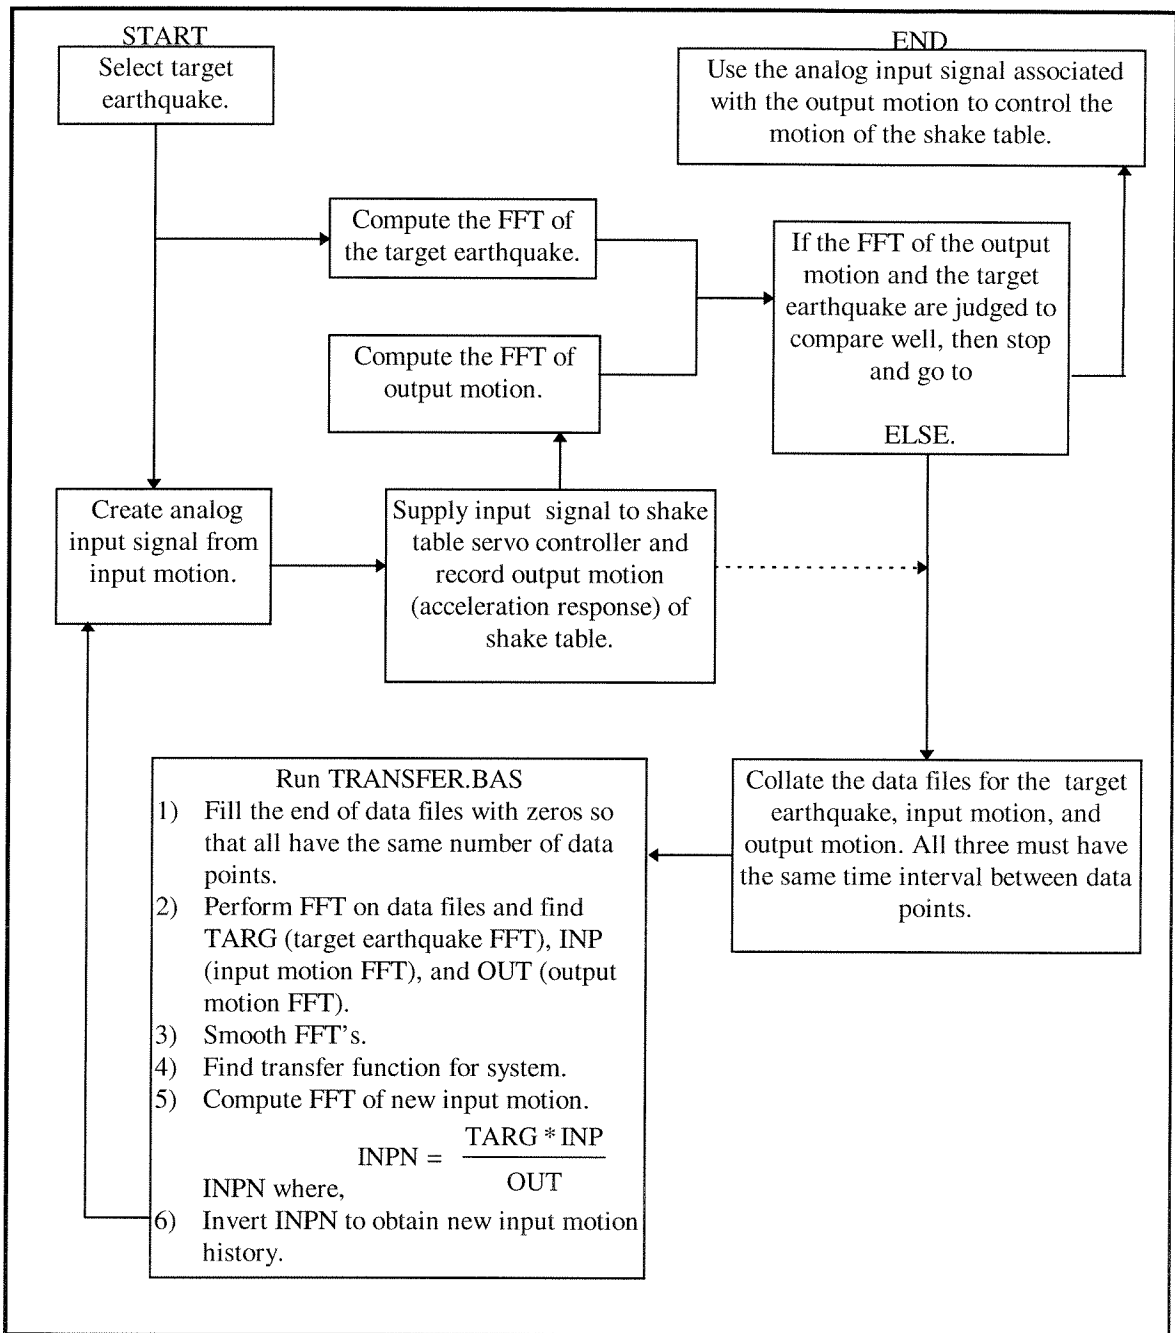 START
Select target
earthquake.
END
Use the analog input signal associated
with the output motion to control the
motion of the shake table.
Compute the FFT of
the target earthquake.
If the FFT of the output
motion and the target
earthquake are judged to
compare well, then stop
and go to
ELSE.
Compute the FFT of
output motion.
Create analog
input signal from
input motion.
Supply input signal to shake
table servo controller and
record output motion
(acceleration response) of
shake table.
Collate the data files for the target
earthquake, input motion, and
output motion. All three must have
the same time interval between data
points.
Run TRANSFER.BAS
1) Fill the end of data files with zeros so
that all have the same number of data
points.
2) Perform FFT on data files and find
TARG (target earthquake FFT), INP
(input motion FFT), and OUT (output
motion FFT).
3) Smooth FFT's.
4) Find transfer function for system.
5) Compute FFT of new input motion.
INPN = TARG * INP
OUT
INPN where,
6) Invert INPN to obtain new input motion
history.